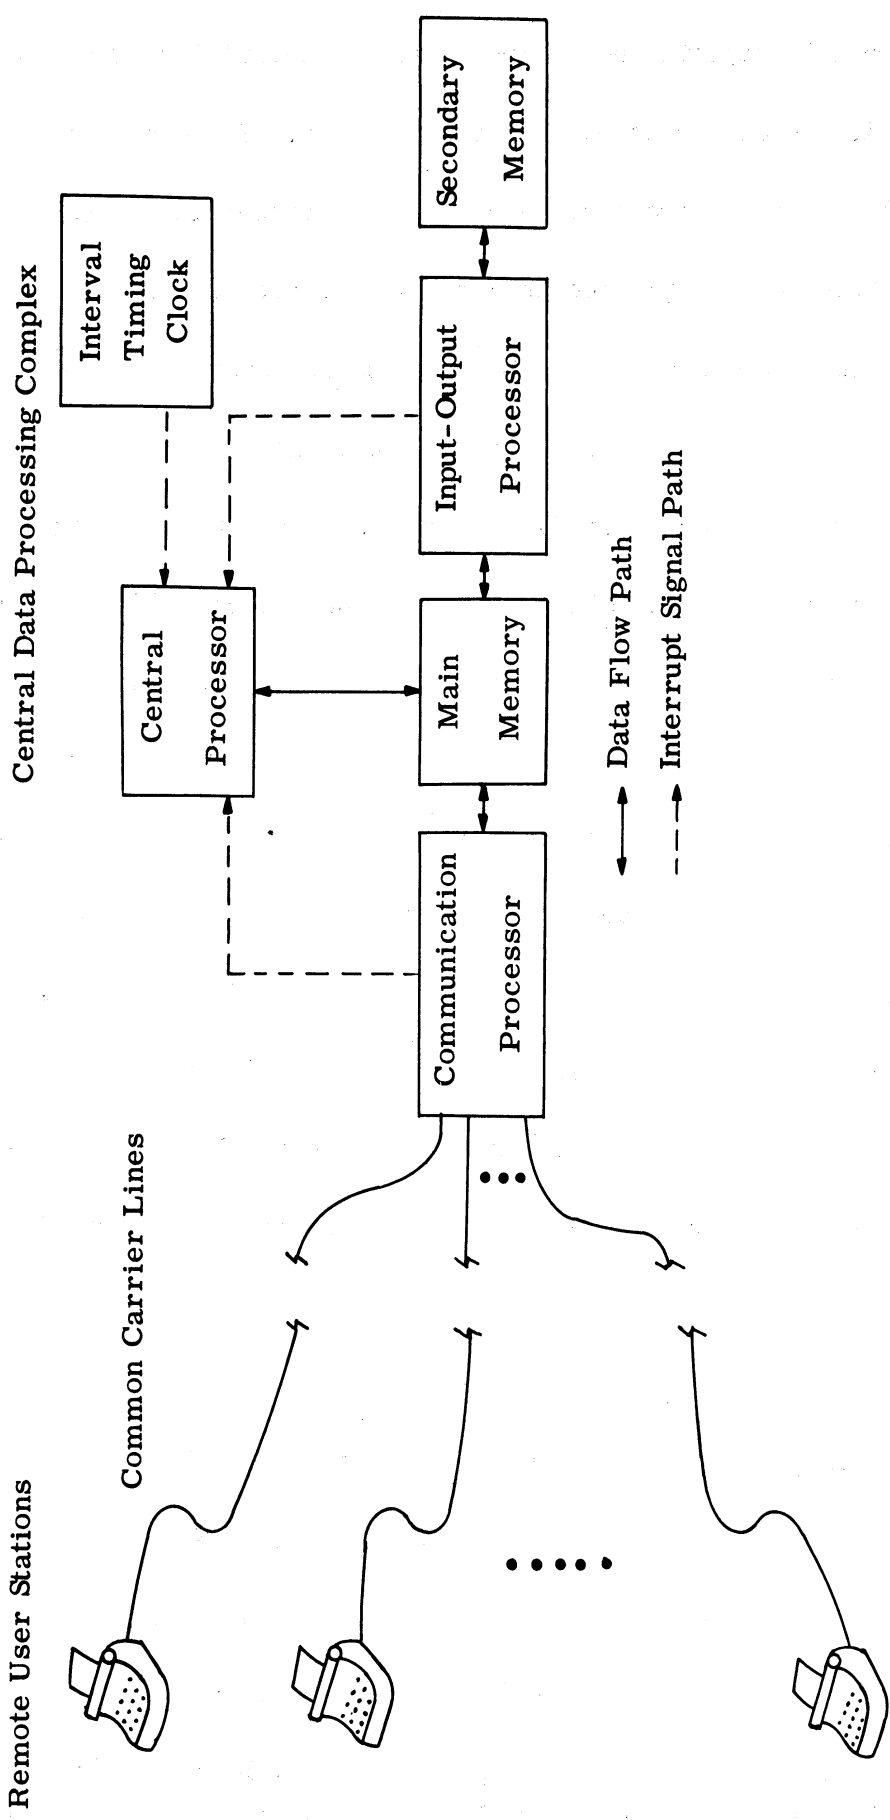 Remote User Stations
Common Carrier Lines
Central Data Processing Complex
Interval
Timing
Clock
Central
Processor
Communication
Processor
Main
Memory
Input-Output
Processor
Secondary
Memory
Data Flow Path
Interrupt Signal Path